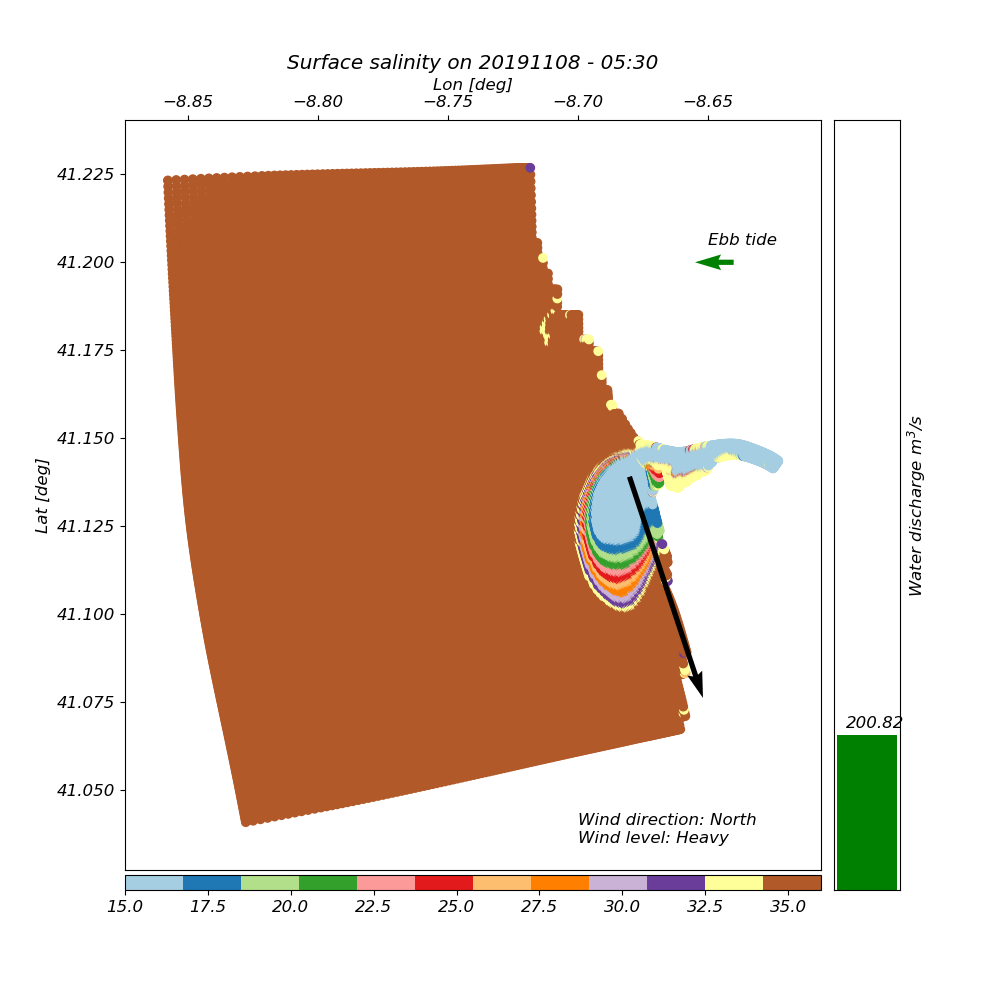 Surface salinity on 20191108 - 05:30
Lon [deg]
−8.85 −8.80 −8.75 −8.70 −8.65
41.225
41.200
41.175
41.150
41.125
41.100
41.075
41.050
Lat [deg]
Ebb tide
Wind direction: North
Wind level: Heavy
15.0 17.5 20.0 22.5 25.0 27.5 30.0 32.5 35.0
200.82
Water discharge m³/s